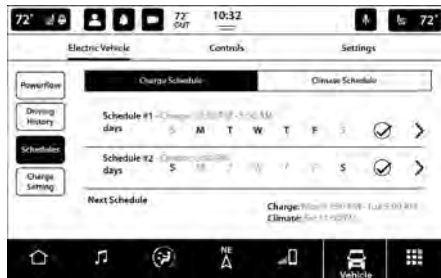 72° 72° OUT 10:32 72°
Electric Vehicle Controls Settings
Powerflow Charge Schedule Climate Schedule
Driving History
Schedule #1 - Charge:
days S M T W T F S
Schedules
Schedule #2 -
days S M T W T F S
Charge Setting
Next Schedule Charge:
Climate:
NE
A
Vehicle